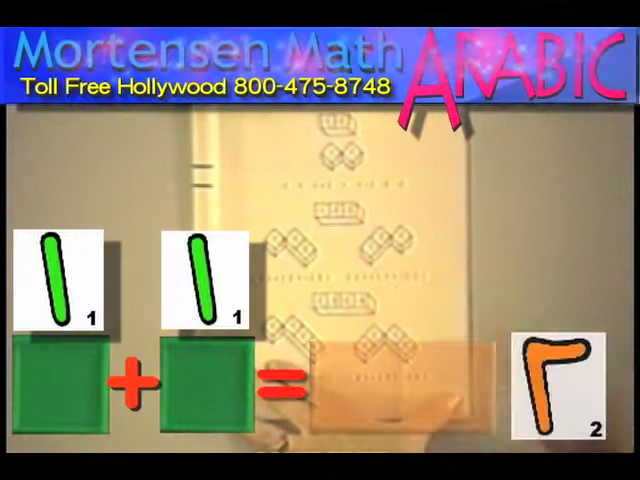 Mortensen Math ARABIC
Toll Free Hollywood 800-475-8748
١ 1 ١ 1
+ = ٢ 2